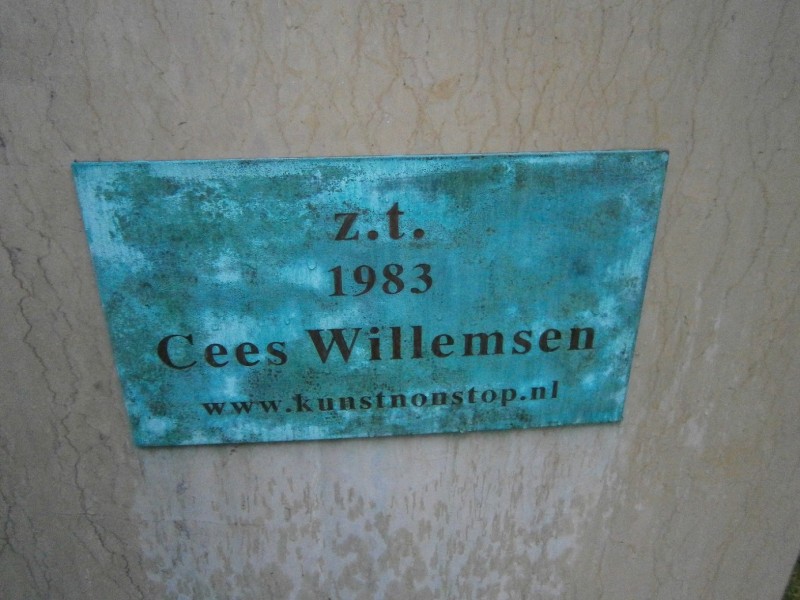 z.t.
1983
Cees Willemsen
www.kunstnonstop.nl